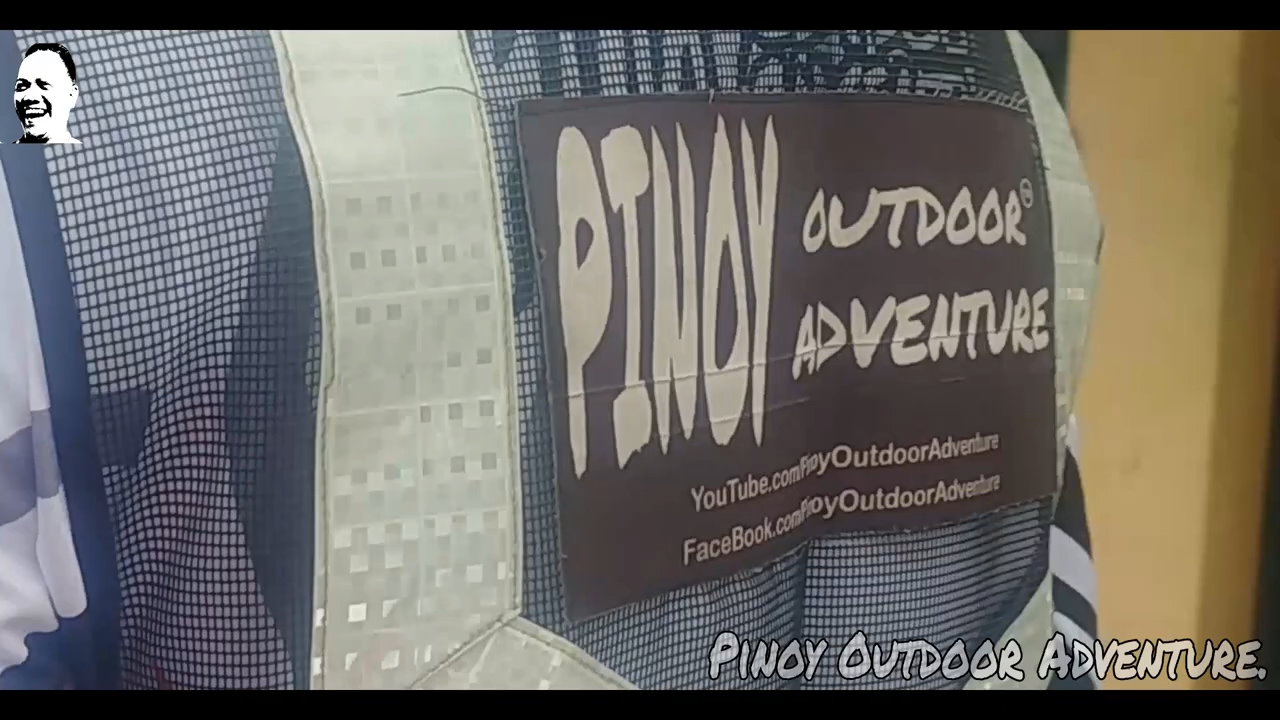 PINOY
OUTDOOR®
ADVENTURE
YouTube.com/PinoyOutdoorAdventure
FaceBook.com/PinoyOutdoorAdventure
PINOY OUTDOOR ADVENTURE.